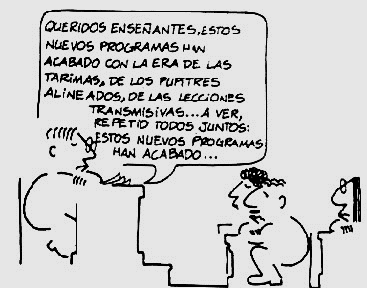 QUERIDOS ENSEÑANTES, ESTOS
NUEVOS PROGRAMAS HAN
ACABADO CON LA ERA DE LAS
TARIMAS, DE LOS PUPITRES
ALINEADOS, DE LAS LECCIONES
TRANSMISIVAS... A VER,
REPETID TODOS JUNTOS:
ESTOS NUEVOS PROGRAMAS
HAN ACABADO...